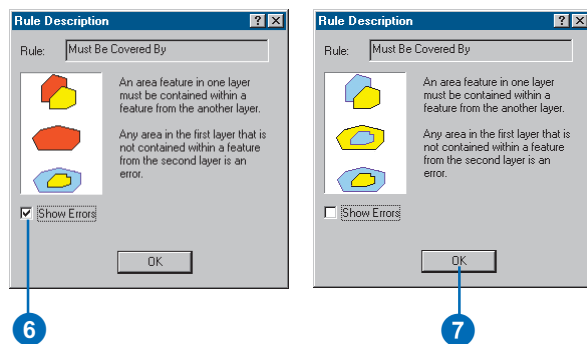 Rule Description ? ×
Rule: Must Be Covered By
An area feature in one layer
must be contained within a
feature from the another layer.
Any area in the first layer that is
not contained within a feature
from the second layer is an
error.
Show Errors
OK
6
Rule Description ? ×
Rule: Must Be Covered By
An area feature in one layer
must be contained within a
feature from the another layer.
Any area in the first layer that is
not contained within a feature
from the second layer is an
error.
Show Errors
OK
7